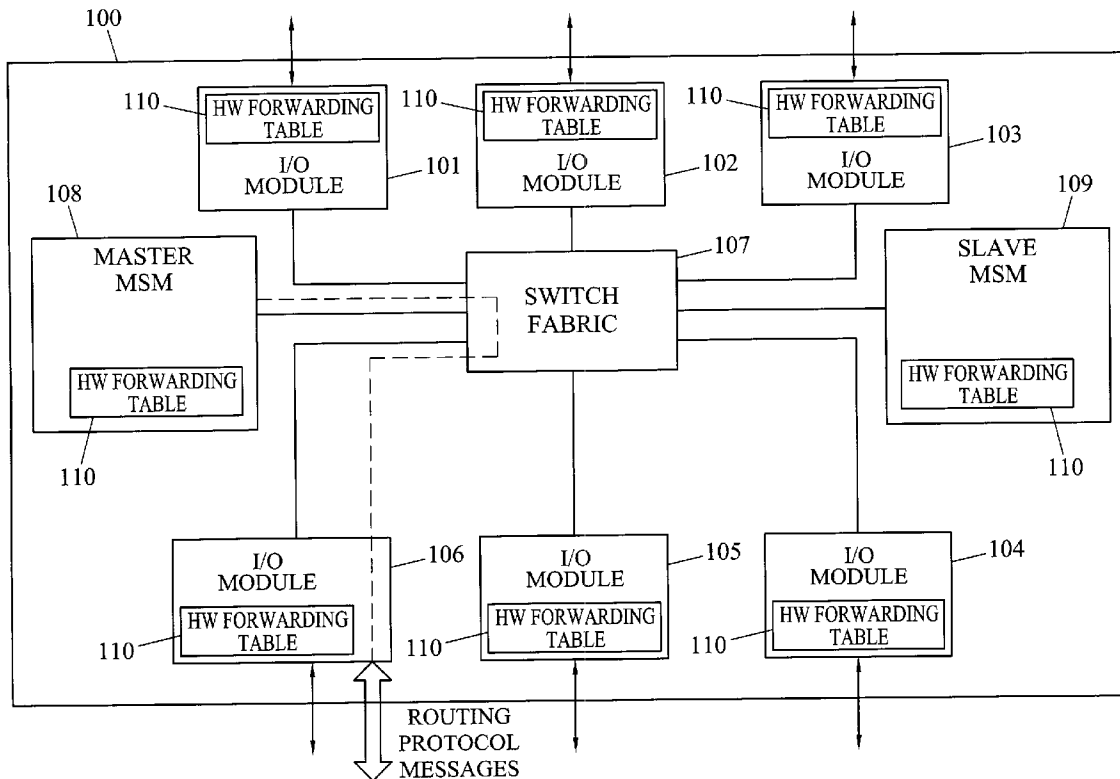 100
110
HW FORWARDING
TABLE
I/O
MODULE
101
110
HW FORWARDING
TABLE
I/O
MODULE
102
110
HW FORWARDING
TABLE
I/O
MODULE
103
108
MASTER
MSM
HW FORWARDING
TABLE
110
107
SWITCH
FABRIC
109
SLAVE
MSM
HW FORWARDING
TABLE
110
I/O
MODULE
106
110
HW FORWARDING
TABLE
I/O
MODULE
105
110
HW FORWARDING
TABLE
I/O
MODULE
104
110
HW FORWARDING
TABLE
ROUTING
PROTOCOL
MESSAGES